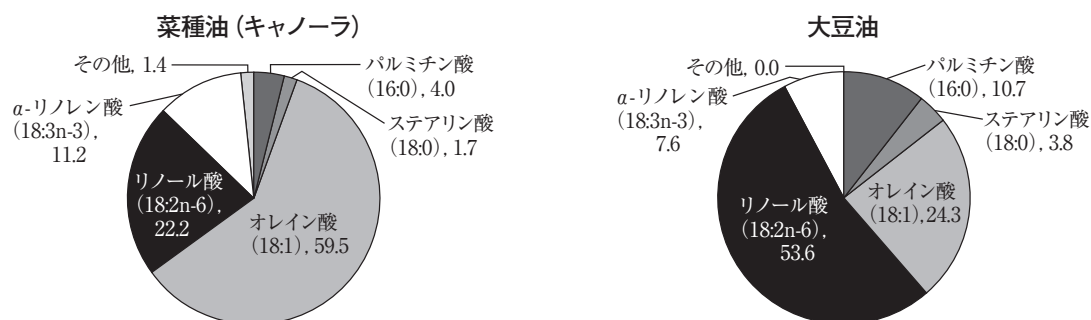 菜種油（キャノーラ）
その他, 1.4
パルミチン酸
(16:0), 4.0
α-リノレン酸
(18:3n-3),
11.2
ステアリン酸
(18:0), 1.7
リノール酸
(18:2n-6),
22.2
オレイン酸
(18:1), 59.5
大豆油
その他, 0.0
パルミチン酸
(16:0), 10.7
α-リノレン酸
(18:3n-3),
7.6
ステアリン酸
(18:0), 3.8
オレイン酸
(18:1),24.3
リノール酸
(18:2n-6),
53.6